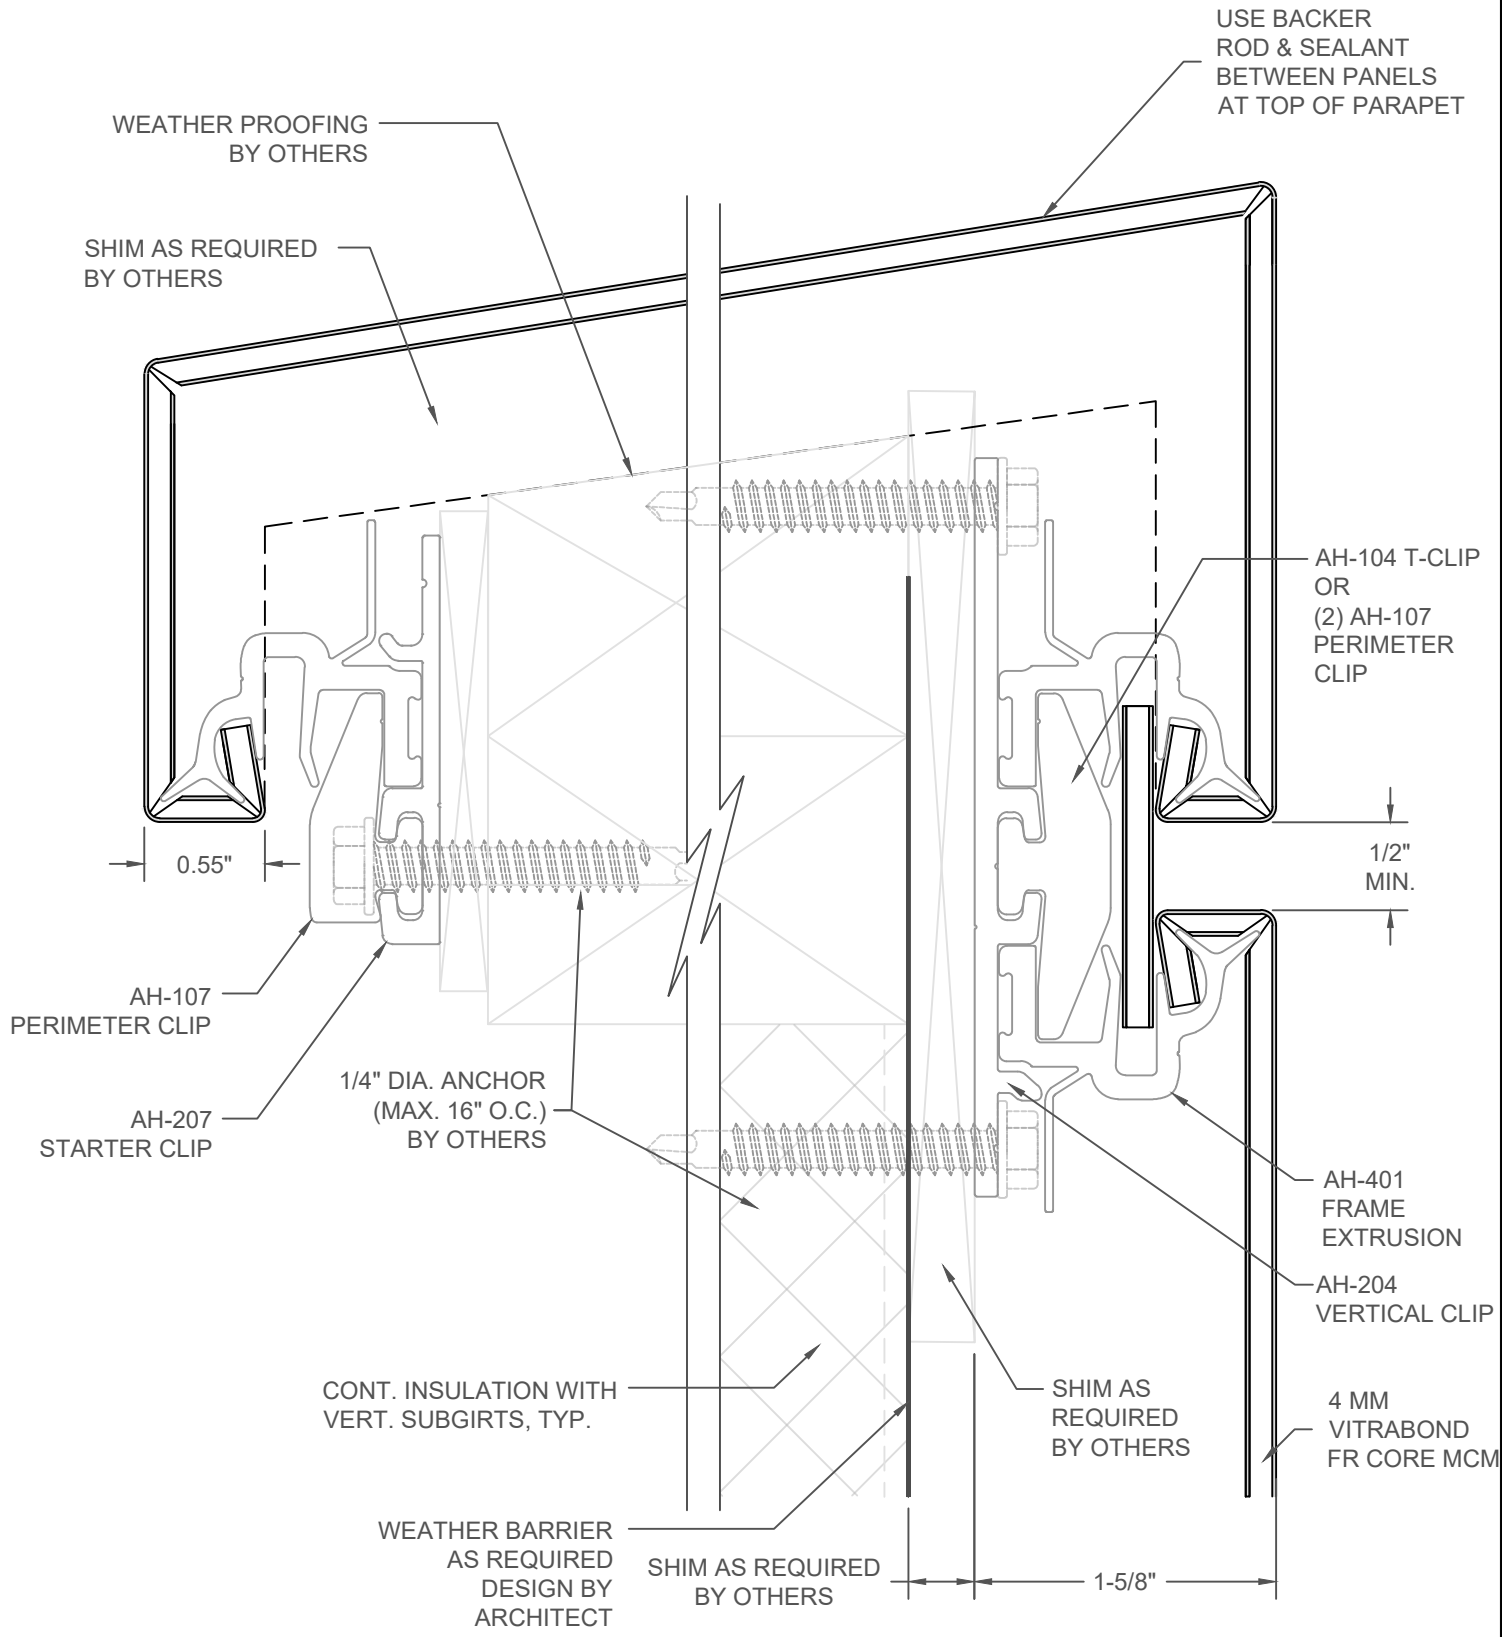 USE BACKER
ROD & SEALANT
BETWEEN PANELS
AT TOP OF PARAPET
WEATHER PROOFING
BY OTHERS
SHIM AS REQUIRED
BY OTHERS
AH-104 T-CLIP
OR
(2) AH-107
PERIMETER
CLIP
0.55"
1/2"
MIN.
AH-107
PERIMETER CLIP
1/4" DIA. ANCHOR
(MAX. 16" O.C.)
BY OTHERS
AH-207
STARTER CLIP
AH-401
FRAME
EXTRUSION
AH-204
VERTICAL CLIP
CONT. INSULATION WITH
VERT. SUBGIRTS, TYP.
SHIM AS
REQUIRED
BY OTHERS
4 MM
VITRABOND
FR CORE MCM
WEATHER BARRIER
AS REQUIRED
DESIGN BY
ARCHITECT
SHIM AS REQUIRED
BY OTHERS
1-5/8"